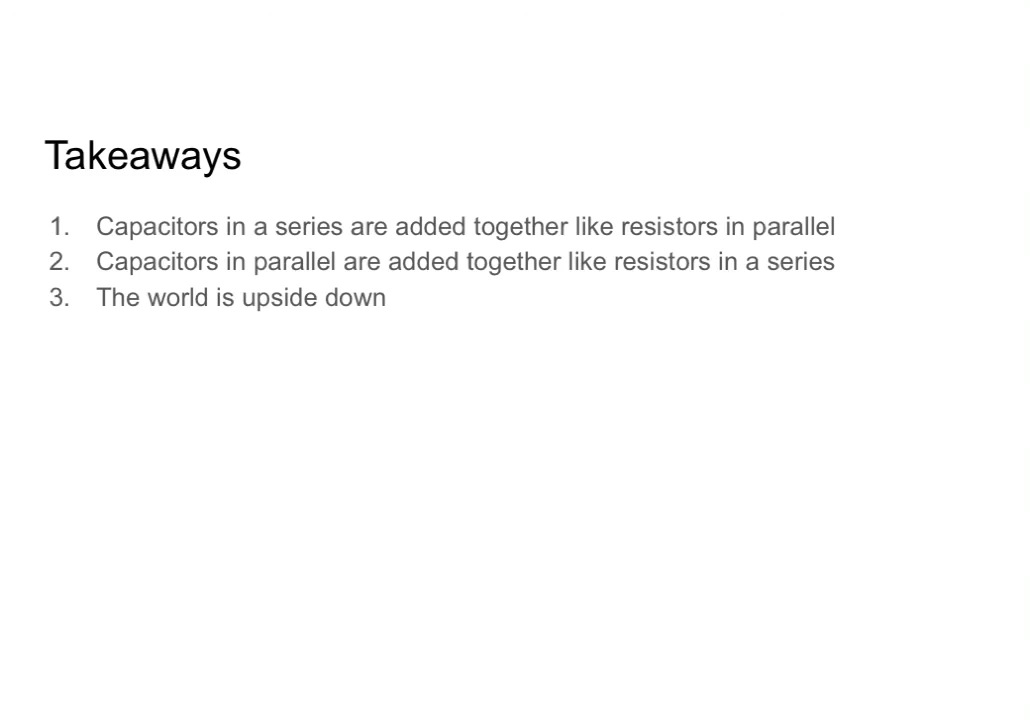 Takeaways
1. Capacitors in a series are added together like resistors in parallel
2. Capacitors in parallel are added together like resistors in a series
3. The world is upside down